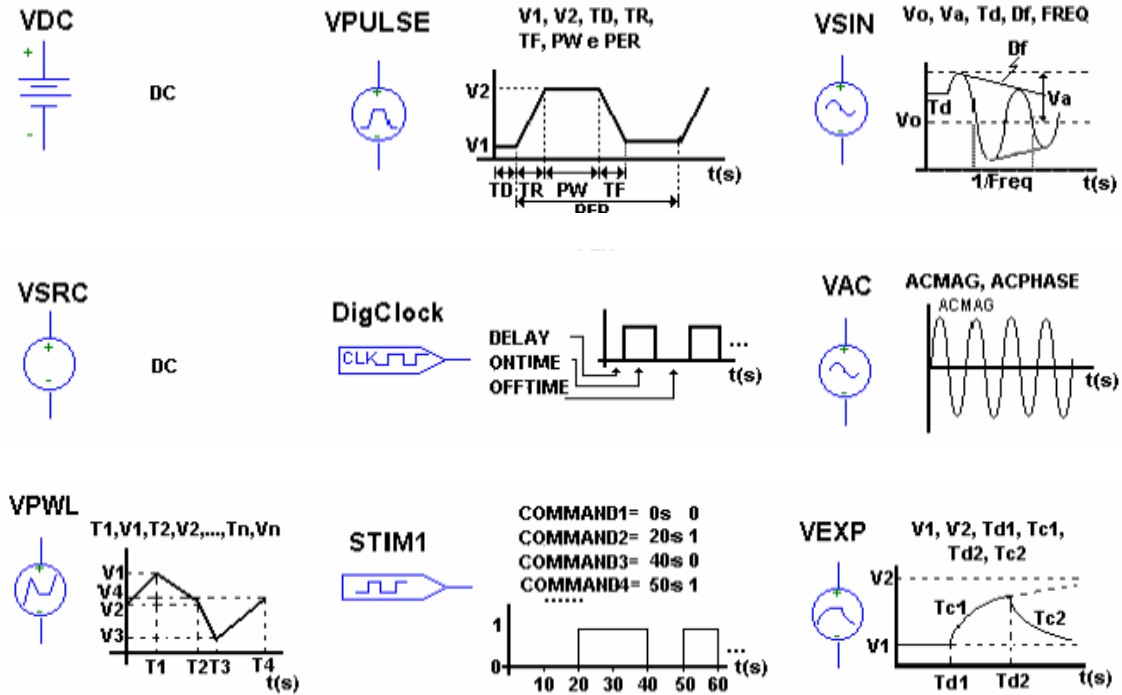 VDC
+
-
DC
VPULSE
+
-
V1, V2, TD, TR,
TF, PW e PER
V2
V1
TD TR PW TF
t(s)
PER
VSIN
+
-
Vo, Va, Td, Df, FREQ
Df
Td
Va
Vo
1/Freq
t(s)
VSRC
+
-
DC
DigClock
CLK
DELAY
ONTIME
OFFTIME
...
t(s)
VAC
+
-
ACMAG, ACPHASE
ACMAG
t(s)
VPWL
+
-
T1,V1,T2,V2,...,Tn,Vn
V1
V4
V2
V3
T1 T2 T3 T4
t(s)
STIM1
COMMAND1= 0s 0
COMMAND2= 20s 1
COMMAND3= 40s 0
COMMAND4= 50s 1
......
1
0
...
t(s)
10 20 30 40 50 60
VEXP
+
-
V1, V2, Td1, Tc1,
Td2, Tc2
V2
Tc1
Tc2
V1
Td1 Td2
t(s)